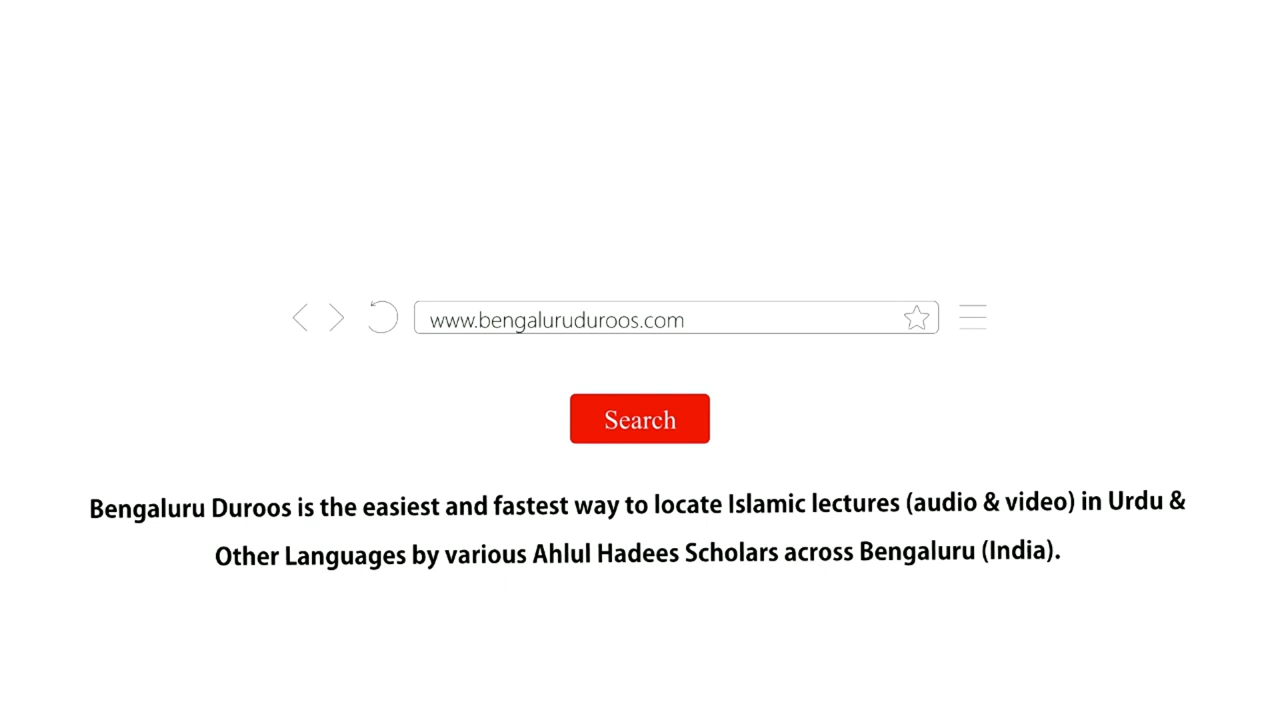 www.bengaluruduroos.com
Search
Bengaluru Duroos is the easiest and fastest way to locate Islamic lectures (audio & video) in Urdu &
Other Languages by various Ahlul Hadees Scholars across Bengaluru (India).